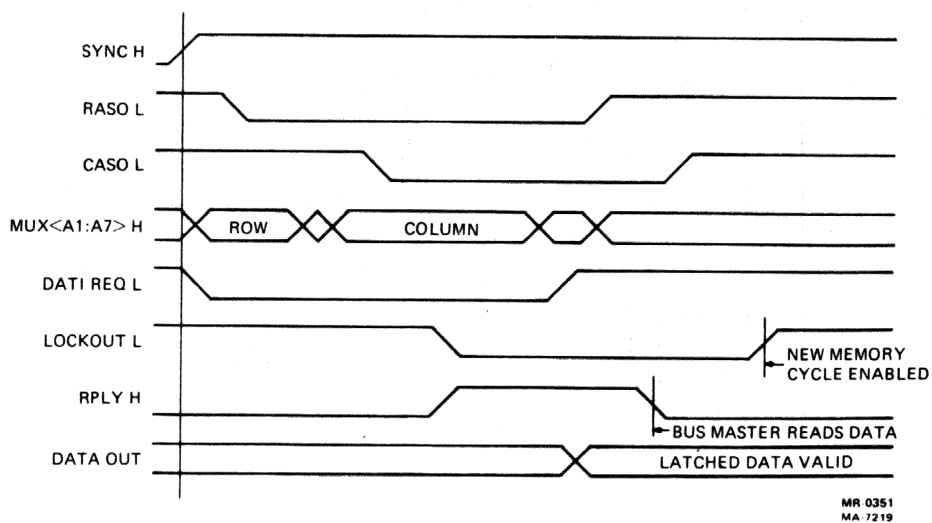 SYNC H
RASO L
CASO L
MUX<A1:A7> H
ROW
COLUMN
DATI REQ L
LOCKOUT L
NEW MEMORY
CYCLE ENABLED
RPLY H
BUS MASTER READS DATA
DATA OUT
LATCHED DATA VALID
MR-0351
MA-7219